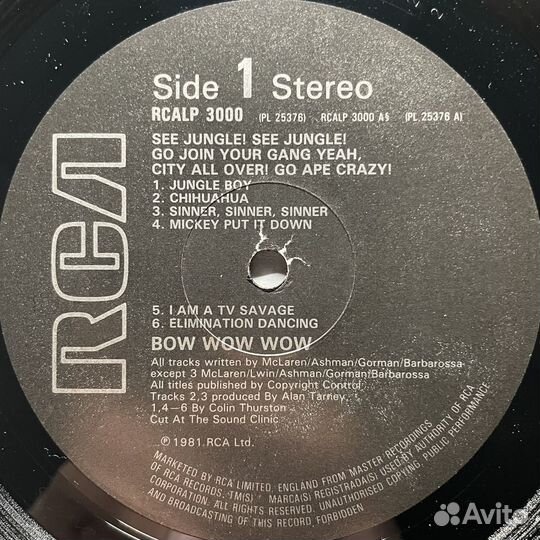 RCA
Side 1 Stereo
RCALP 3000 (PL 25376) RCALP 3000 A§ (PL 25376 A)
SEE JUNGLE! SEE JUNGLE!
GO JOIN YOUR GANG YEAH,
CITY ALL OVER! GO APE CRAZY!
1. JUNGLE BOY
2. CHIHUAHUA
3. SINNER, SINNER, SINNER
4. MICKEY PUT IT DOWN
5. I AM A TV SAVAGE
6. ELIMINATION DANCING
BOW WOW WOW
All tracks written by McLaren/Ashman/Gorman/Barbarossa
except 3 McLaren/Lwin/Ashman/Gorman/Barbarossa
All titles published by Copyright Control
Tracks 2,3 produced By Alan Tarney
1,4–6 By Colin Thurston
Cut At The Sound Clinic
℗ 1981. RCA Ltd.
MARKETED BY RCA LIMITED, ENGLAND FROM MASTER RECORDINGS
OF RCA RECORDS. TM(S) ® MARCA(S) REGISTRADA(S) USED BY AUTHORITY OF RCA
CORPORATION. ALL RIGHTS RESERVED. UNAUTHORISED COPYING PUBLIC PERFORMANCE
AND BROADCASTING OF THIS RECORD FORBIDDEN
Avito